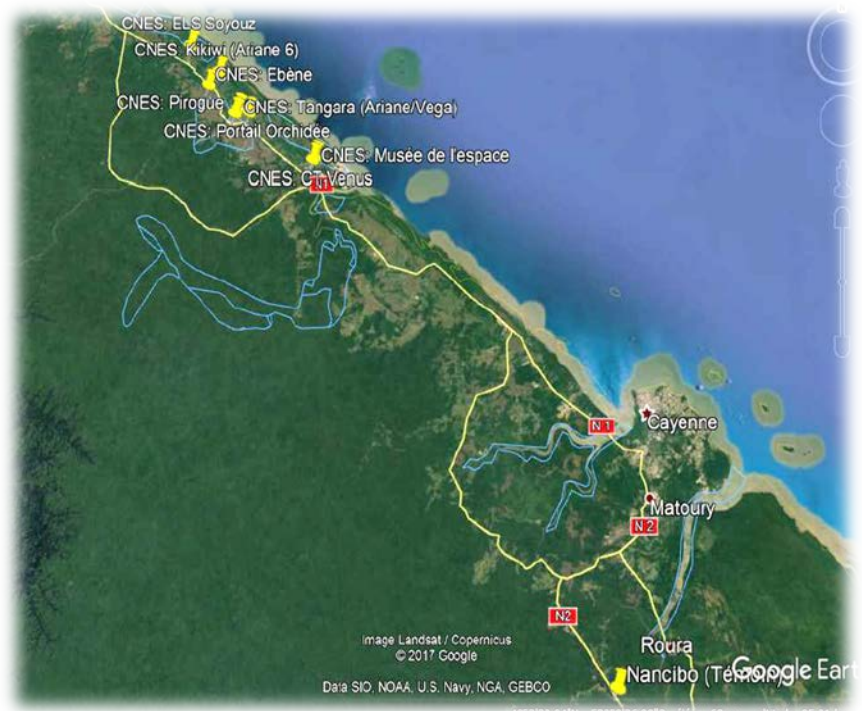 CNES: ELS Soyouz
CNES: Kikiwi (Ariane 6)
CNES: Ebène
CNES: Pirogue
CNES: Tangara (Ariane/Vega)
CNES: Portail Orchidée
CNES: Musée de l'espace
CNES: CT Venus
N1
N 1
Cayenne
Matoury
N 2
N2
Image Landsat / Copernicus
© 2017 Google
Roura
Nancibo (Témoin)
Google Earth
Data SIO, NOAA, U.S. Navy, NGA, GEBCO